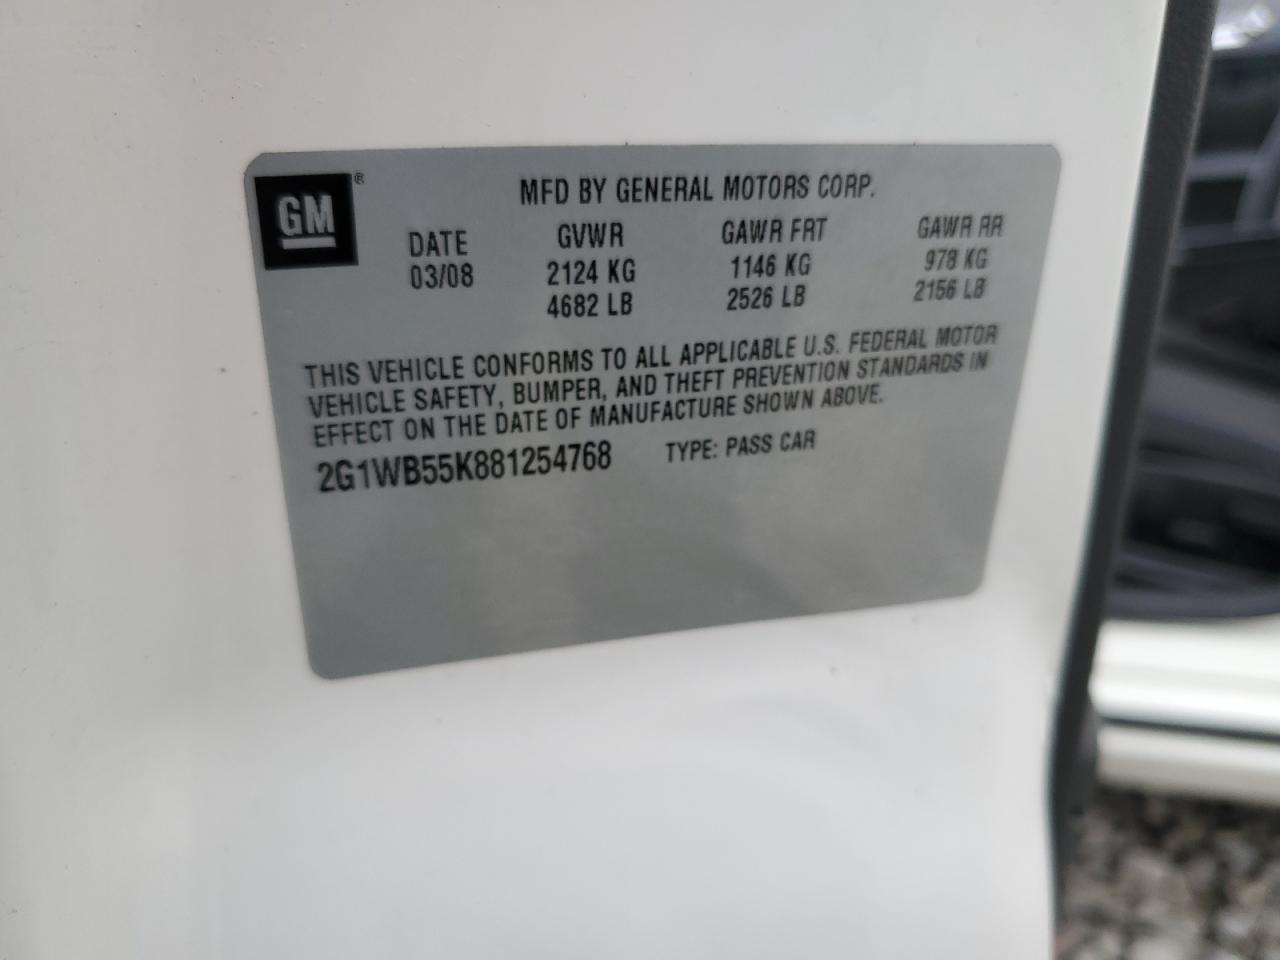 GM®
MFD BY GENERAL MOTORS CORP.
DATE GVWR GAWR FRT GAWR RR
03/08 2124 KG 1146 KG 978 KG
4682 LB 2526 LB 2156 LB
THIS VEHICLE CONFORMS TO ALL APPLICABLE U.S. FEDERAL MOTOR
VEHICLE SAFETY, BUMPER, AND THEFT PREVENTION STANDARDS IN
EFFECT ON THE DATE OF MANUFACTURE SHOWN ABOVE.
2G1WB55K881254768 TYPE: PASS CAR